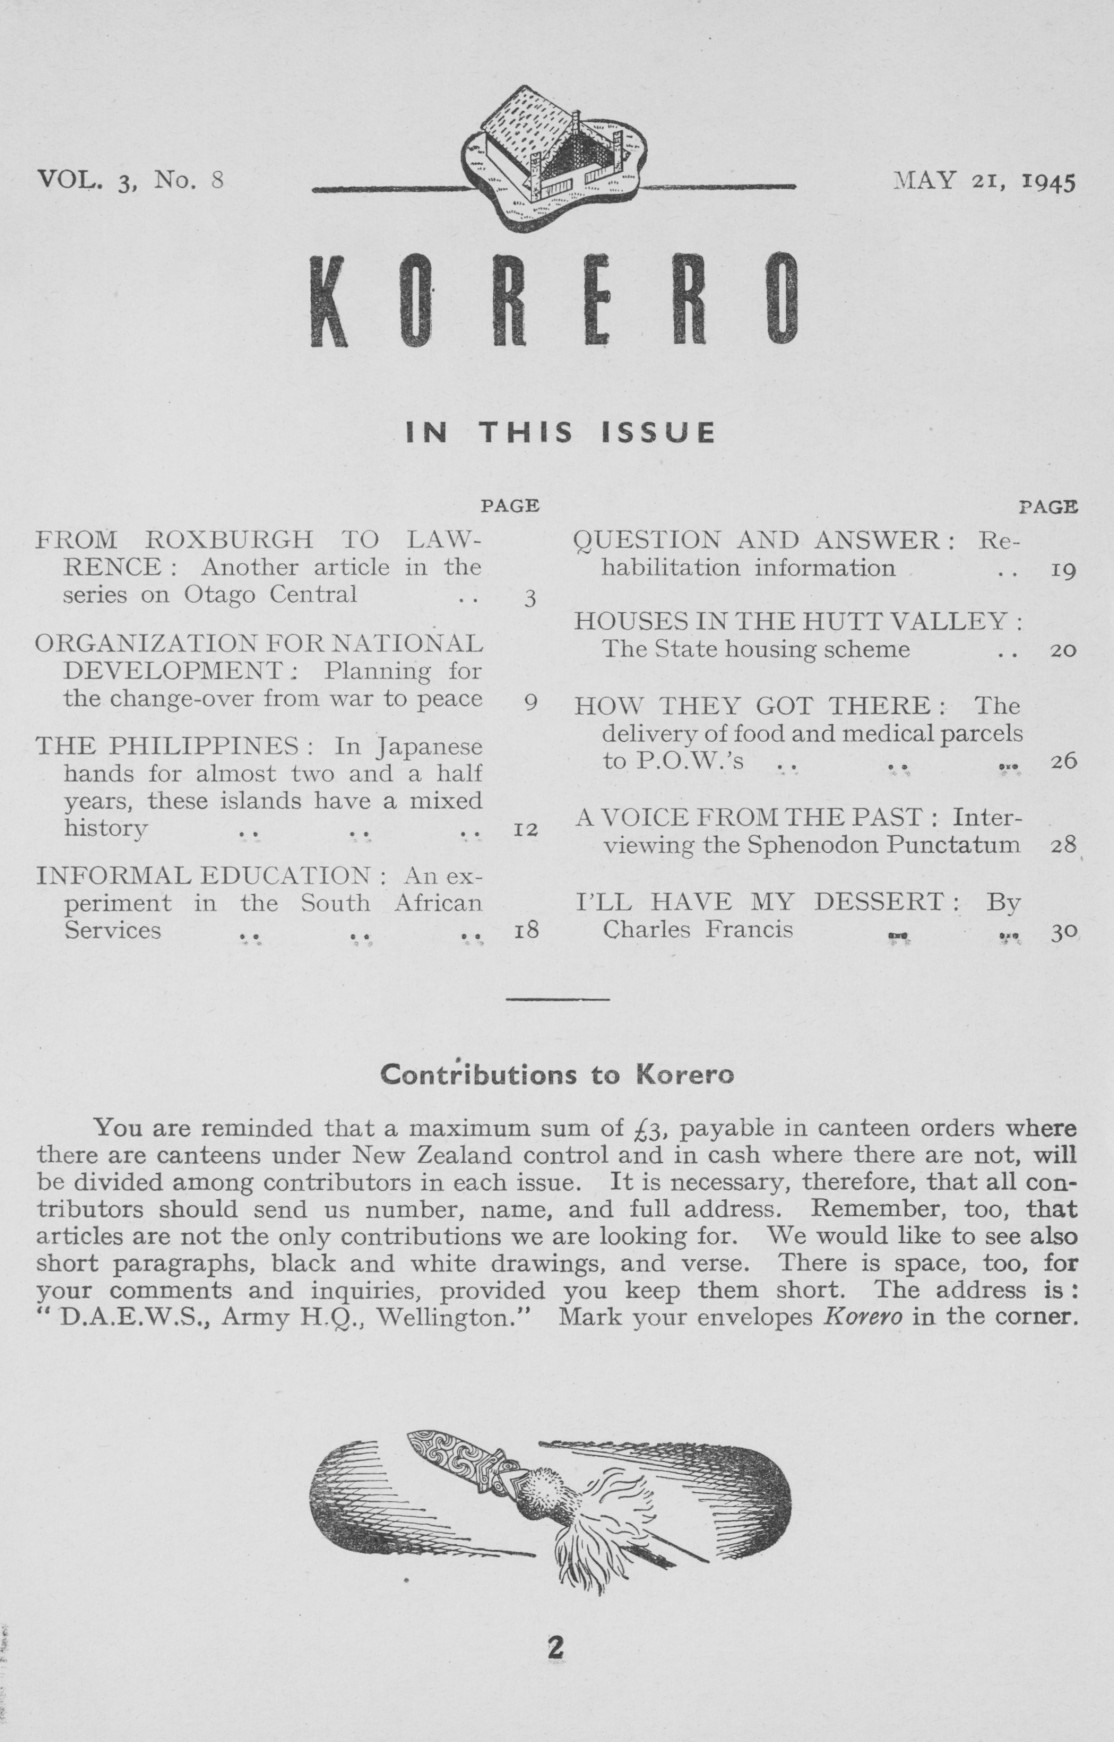 VOL. 3, No. 8
MAY 21, 1945
KORERO
IN THIS ISSUE
PAGE
FROM ROXBURGH TO LAW-
RENCE : Another article in the
series on Otago Central .. 3
ORGANIZATION FOR NATIONAL
DEVELOPMENT : Planning for
the change-over from war to peace 9
THE PHILIPPINES : In Japanese
hands for almost two and a half
years, these islands have a mixed
history .. .. .. 12
INFORMAL EDUCATION : An ex-
periment in the South African
Services .. .. .. 18
PAGE
QUESTION AND ANSWER : Re-
habilitation information .. 19
HOUSES IN THE HUTT VALLEY :
The State housing scheme .. 20
HOW THEY GOT THERE : The
delivery of food and medical parcels
to P.O.W.'s .. .. .. 26
A VOICE FROM THE PAST : Inter-
viewing the Sphenodon Punctatum 28
I'LL HAVE MY DESSERT : By
Charles Francis .. .. 30
Contributions to Korero
You are reminded that a maximum sum of £3, payable in canteen orders where
there are canteens under New Zealand control and in cash where there are not, will
be divided among contributors in each issue. It is necessary, therefore, that all con-
tributors should send us number, name, and full address. Remember, too, that
articles are not the only contributions we are looking for. We would like to see also
short paragraphs, black and white drawings, and verse. There is space, too, for
your comments and inquiries, provided you keep them short. The address is :
“ D.A.E.W.S., Army H.Q., Wellington.” Mark your envelopes Korero in the corner.
2